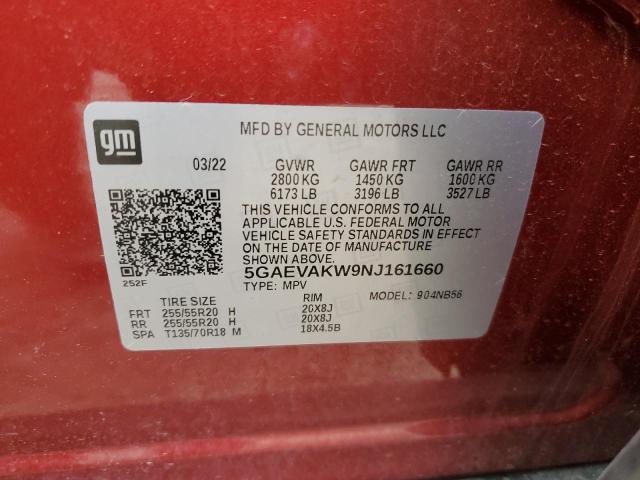 gm
MFD BY GENERAL MOTORS LLC
03/22 GVWR GAWR FRT GAWR RR
2800 KG 1450 KG 1600 KG
6173 LB 3196 LB 3527 LB
THIS VEHICLE CONFORMS TO ALL
APPLICABLE U.S. FEDERAL MOTOR
VEHICLE SAFETY STANDARDS IN EFFECT
ON THE DATE OF MANUFACTURE
5GAEVAKW9NJ161660
252F
TYPE: MPV
TIRE SIZE RIM MODEL: 904NB56
FRT 255/55R20 H 20X8J
RR 255/55R20 H 20X8J
SPA T135/70R18 M 18X4.5B